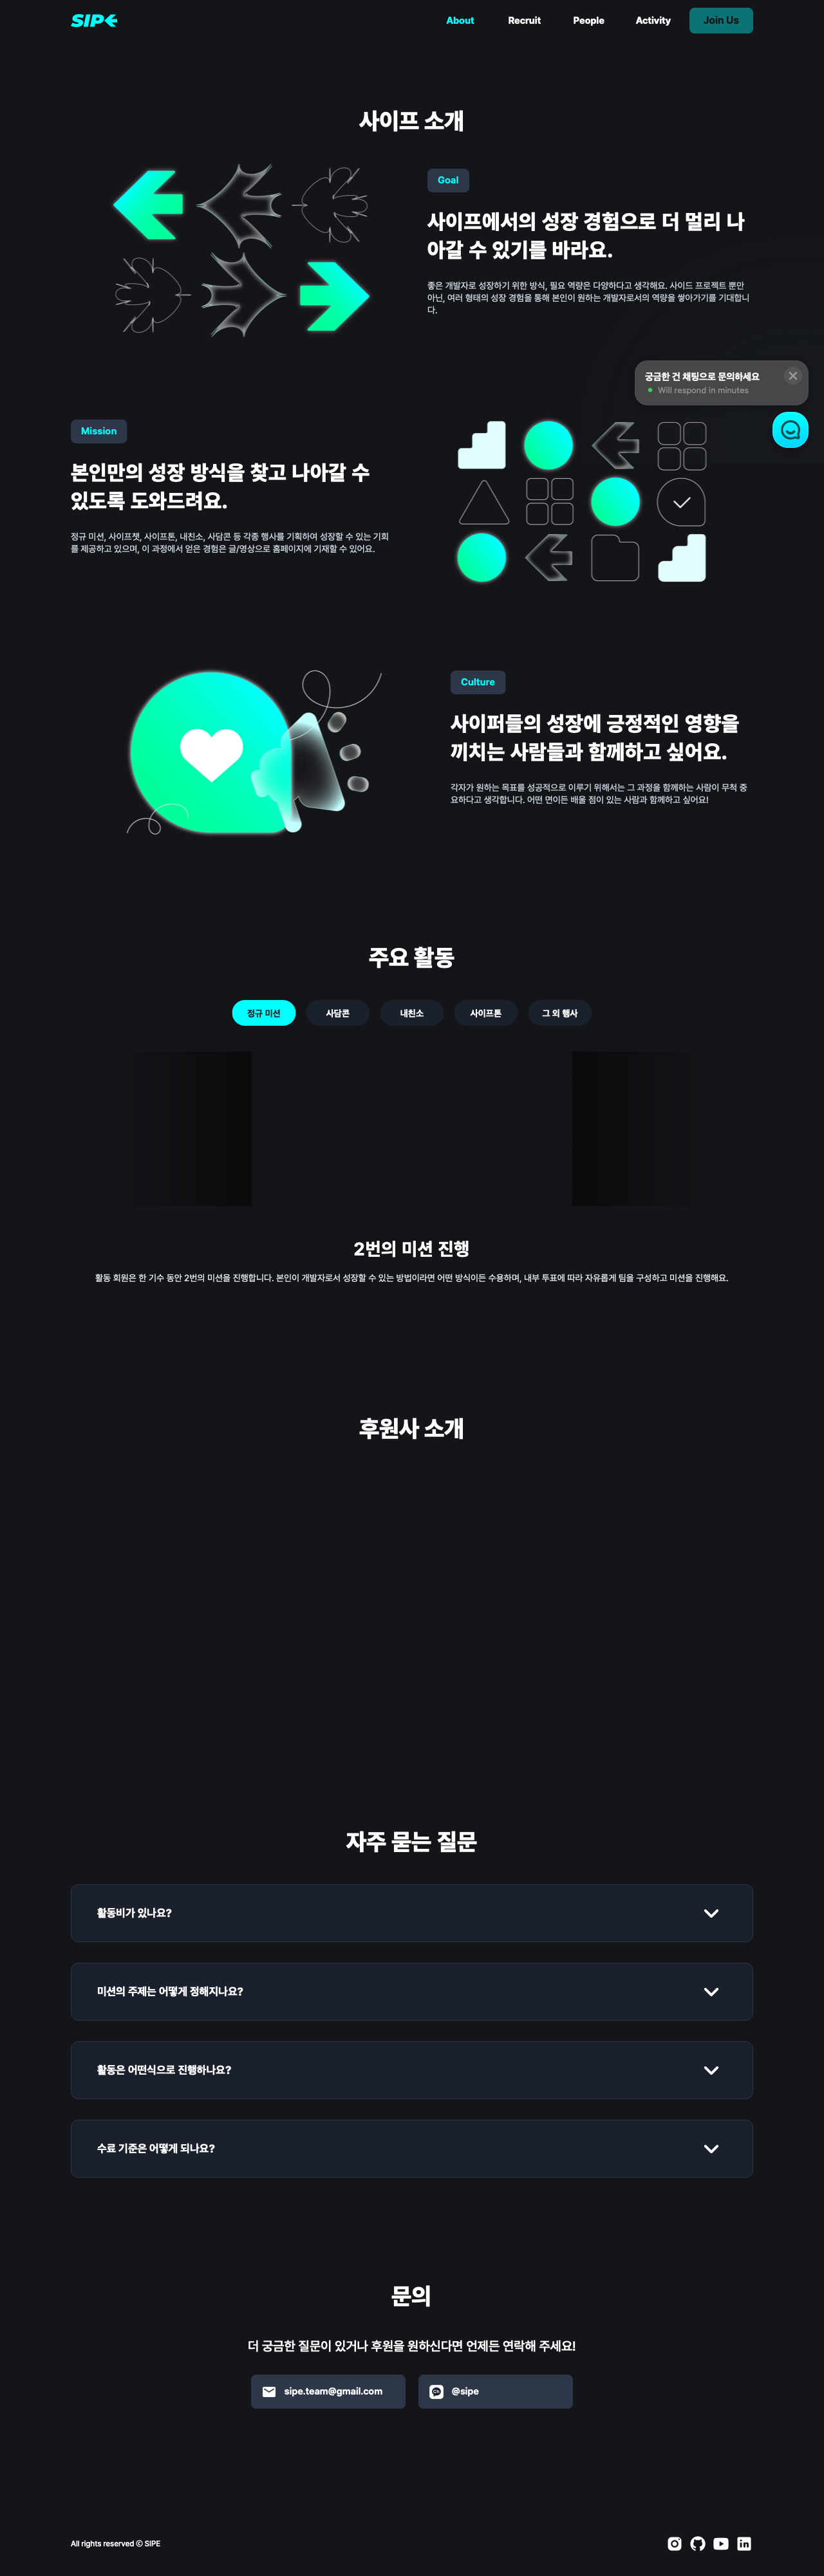 SIPE
About
Recruit
People
Activity
Join Us
사이프 소개
Goal
사이프에서의 성장 경험으로 더 멀리 나
아갈 수 있기를 바라요.
좋은 개발자로 성장하기 위한 방식, 필요 역량은 다양하다고 생각해요. 사이드 프로젝트 뿐만
아닌, 여러 형태의 성장 경험을 통해 본인이 원하는 개발자로서의 역량을 쌓아가기를 기대합니
다.
궁금한 건 채팅으로 문의하세요
Will respond in minutes
Mission
본인만의 성장 방식을 찾고 나아갈 수
있도록 도와드려요.
정규 미션, 사이프챗, 사이프톤, 내친소, 사담콘 등 각종 행사를 기획하여 성장할 수 있는 기회
를 제공하고 있으며, 이 과정에서 얻은 경험은 글/영상으로 홈페이지에 기재할 수 있어요.
Culture
사이퍼들의 성장에 긍정적인 영향을
끼치는 사람들과 함께하고 싶어요.
각자가 원하는 목표를 성공적으로 이루기 위해서는 그 과정을 함께하는 사람이 무척 중
요하다고 생각합니다. 어떤 면이든 배울 점이 있는 사람과 함께하고 싶어요!
주요 활동
정규 미션
사담콘
내친소
사이프톤
그 외 행사
2번의 미션 진행
활동 회원은 한 기수 동안 2번의 미션을 진행합니다. 본인이 개발자로서 성장할 수 있는 방법이라면 어떤 방식이든 수용하며, 내부 투표에 따라 자유롭게 팀을 구성하고 미션을 진행해요.
후원사 소개
자주 묻는 질문
활동비가 있나요?
미션의 주제는 어떻게 정해지나요?
활동은 어떤식으로 진행하나요?
수료 기준은 어떻게 되나요?
문의
더 궁금한 질문이 있거나 후원을 원하신다면 언제든 연락해 주세요!
sipe.team@gmail.com
@sipe
All rights reserved ⓒ SIPE